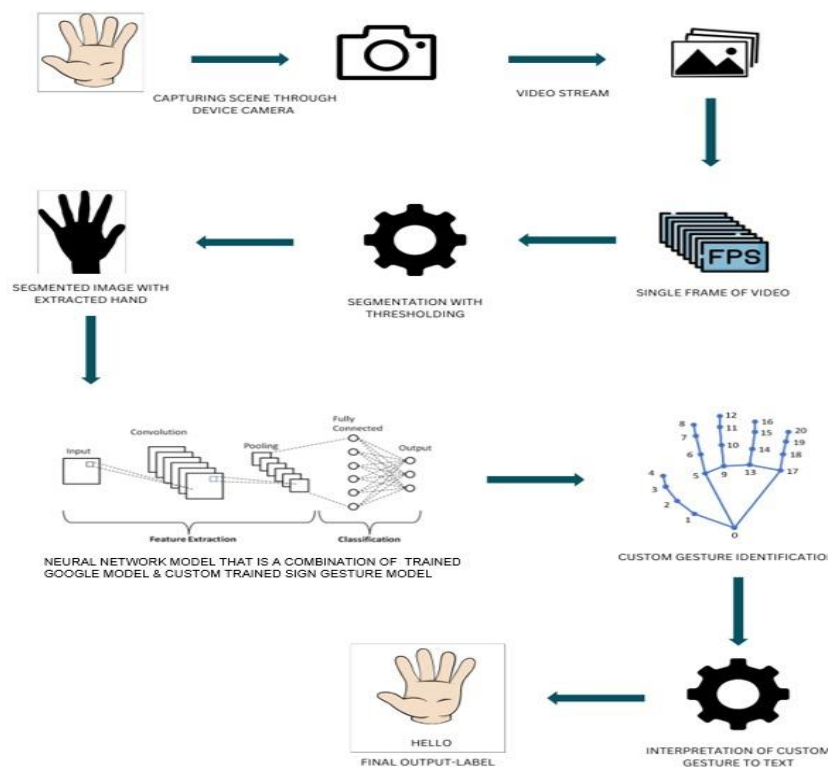 CAPTURING SCENE THROUGH
DEVICE CAMERA
VIDEO STREAM
FPS
SINGLE FRAME OF VIDEO
SEGMENTATION WITH
THRESHOLDING
SEGMENTED IMAGE WITH
EXTRACTED HAND
Input
Convolution
Pooling
Fully
Connected
Output
Feature Extraction
Classification
NEURAL NETWORK MODEL THAT IS A COMBINATION OF TRAINED
GOOGLE MODEL & CUSTOM TRAINED SIGN GESTURE MODEL
12
8
11
16
20
7
15
19
10
6
14
18
4
5
9
13
17
3
2
1
0
CUSTOM GESTURE IDENTIFICATION
INTERPRETATION OF CUSTOM
GESTURE TO TEXT
HELLO
FINAL OUTPUT-LABEL